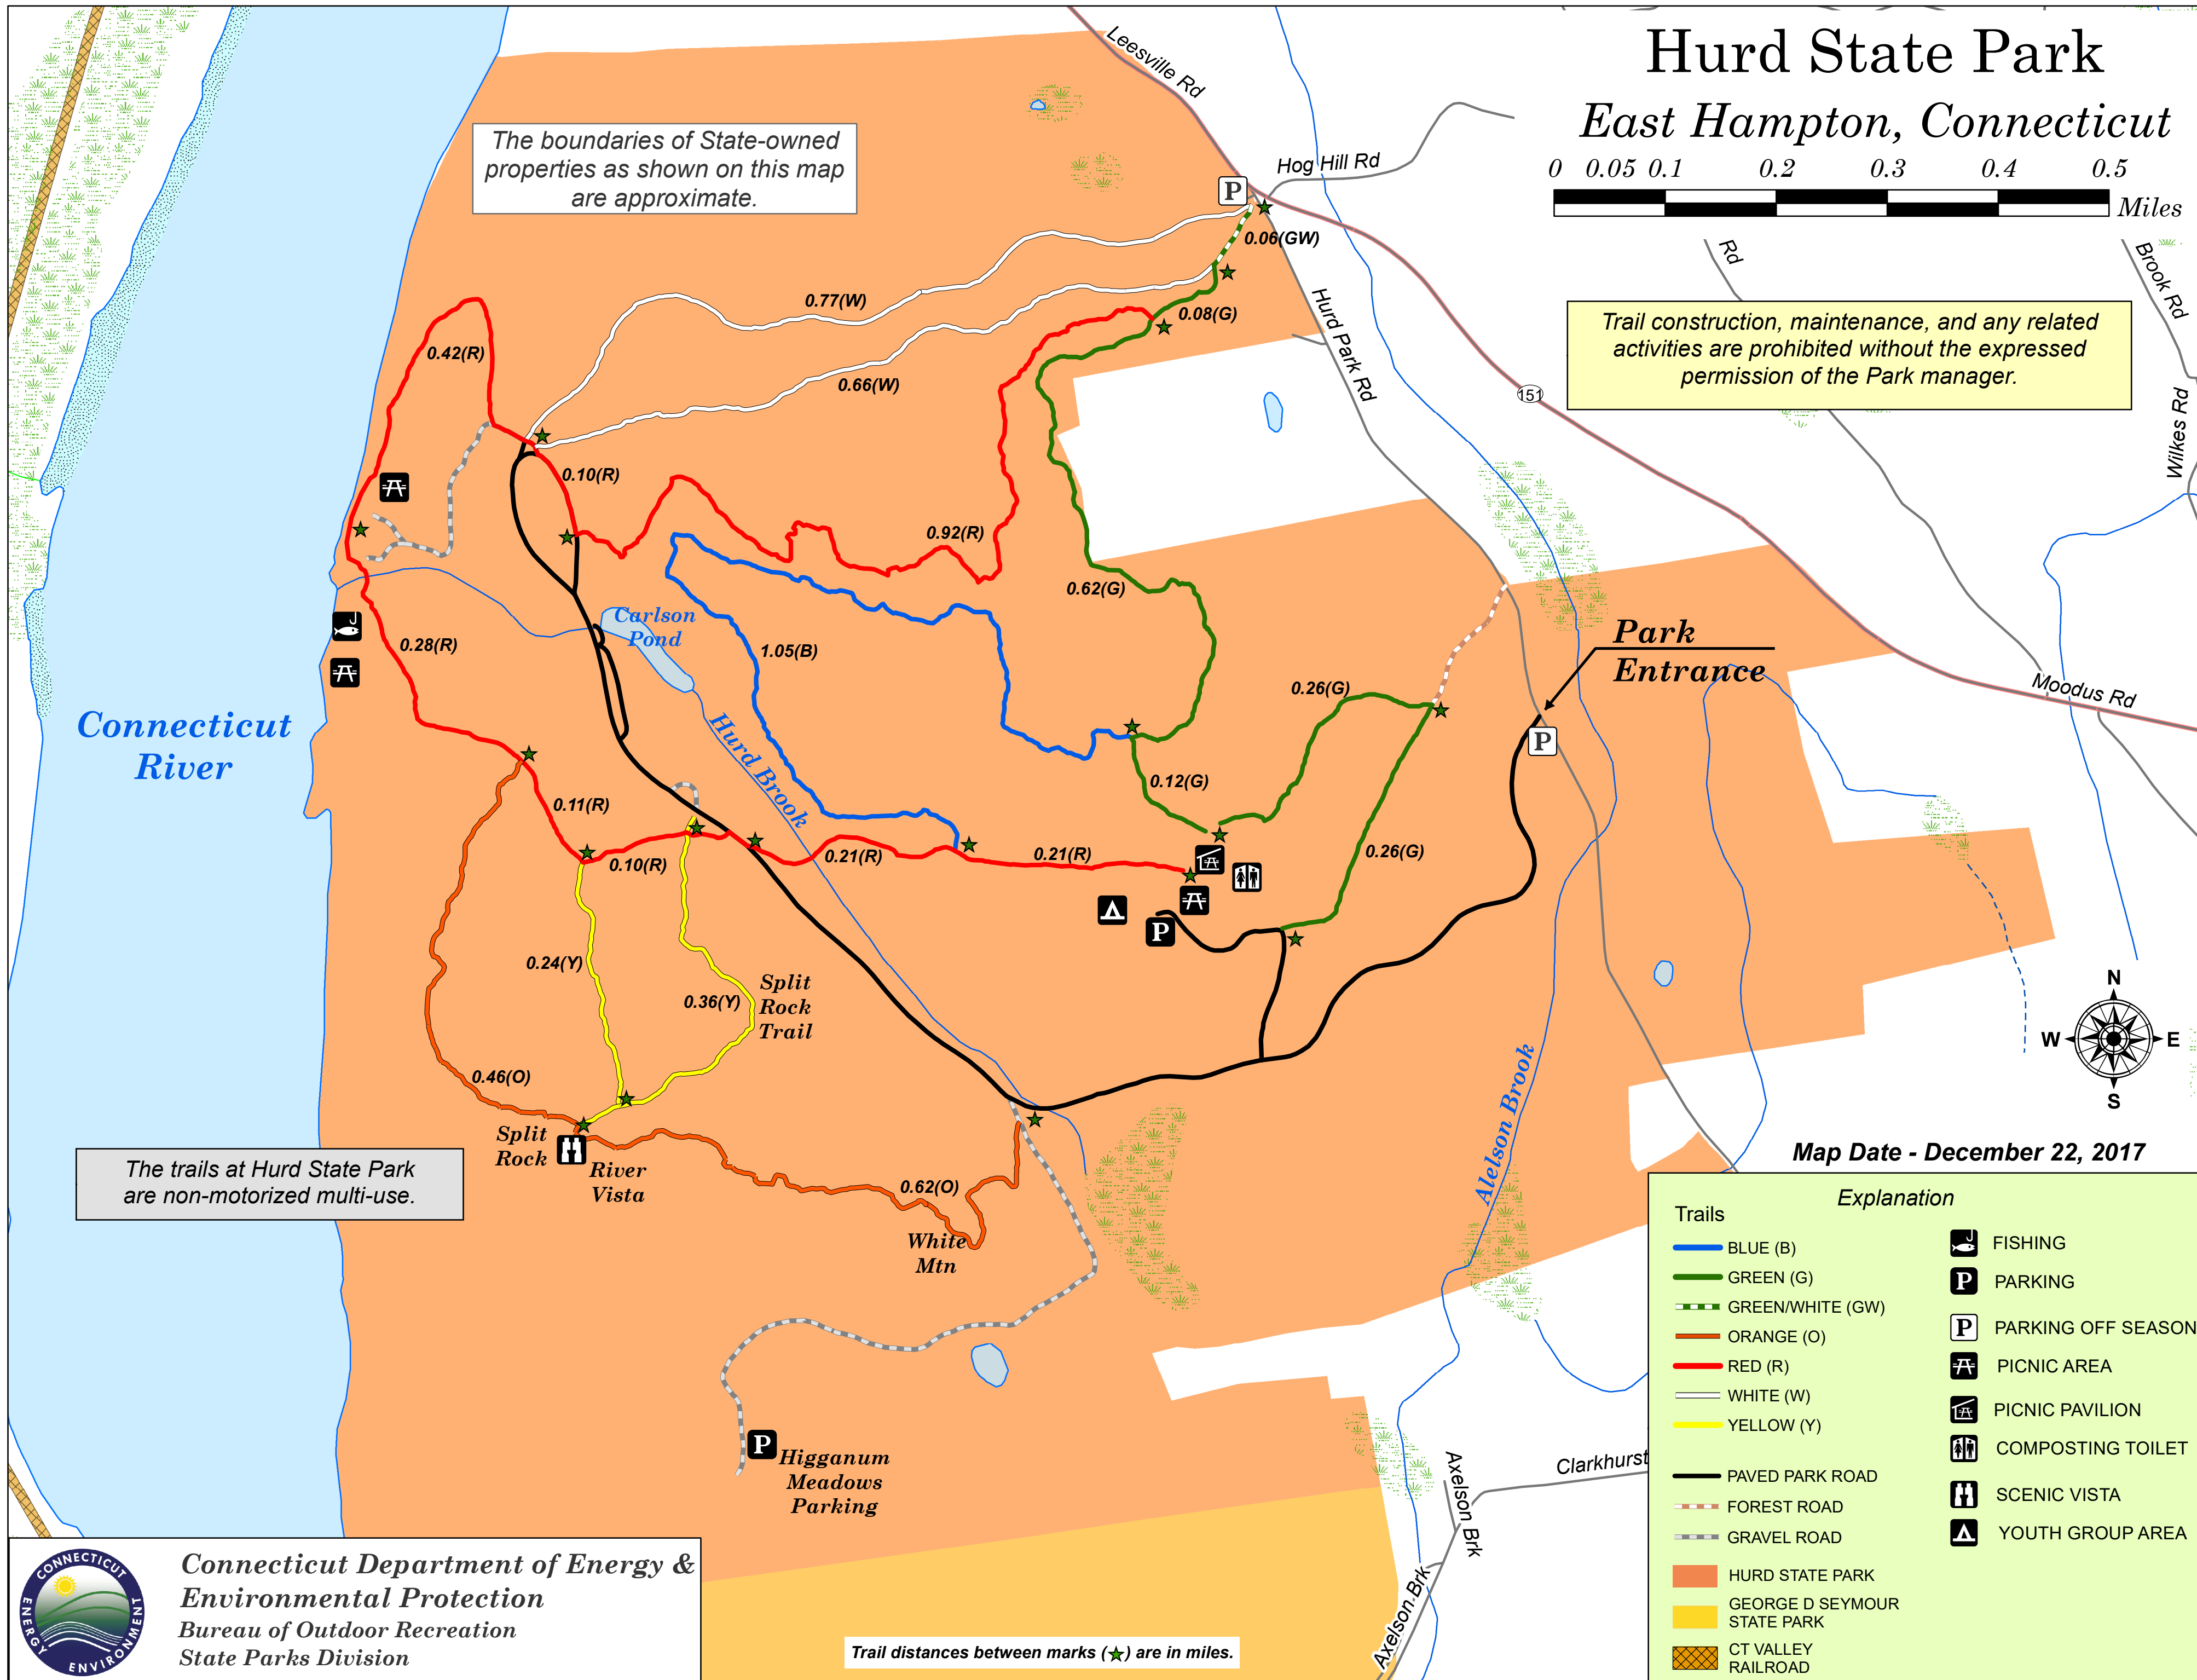 Hurd State Park
East Hampton, Connecticut
0 0.05 0.1 0.2 0.3 0.4 0.5
Miles
Leesville Rd
Hog Hill Rd
The boundaries of State-owned
properties as shown on this map
are approximate.
P
0.06(GW)
Rd
Brook Rd
0.77(W)
0.08(G)
Hurd Park Rd
Trail construction, maintenance, and any related
activities are prohibited without the expressed
permission of the Park manager.
0.42(R)
0.66(W)
151
Wilkes Rd
0.10(R)
0.92(R)
0.62(G)
Carlson
Pond
0.28(R)
1.05(B)
Park
Entrance
0.26(G)
Moodus Rd
Connecticut
River
Hurd Brook
P
0.12(G)
0.11(R)
0.10(R)
0.21(R)
0.21(R)
0.26(G)
P
0.24(Y)
0.36(Y)
Split
Rock
Trail
N
W E
S
0.46(O)
Alelson Brook
Split
Rock
River
Vista
0.62(O)
White
Mtn
The trails at Hurd State Park
are non-motorized multi-use.
Map Date - December 22, 2017
Explanation
Trails
BLUE (B)
GREEN (G)
GREEN/WHITE (GW)
ORANGE (O)
RED (R)
WHITE (W)
YELLOW (Y)
PAVED PARK ROAD
FOREST ROAD
GRAVEL ROAD
HURD STATE PARK
GEORGE D SEYMOUR
STATE PARK
CT VALLEY
RAILROAD
FISHING
P PARKING
P PARKING OFF SEASON
PICNIC AREA
PICNIC PAVILION
COMPOSTING TOILET
SCENIC VISTA
YOUTH GROUP AREA
P
Higganum
Meadows
Parking
Axelson Brk
Clarkhurst
Axelson Brk
CONNECTICUT
ENERGY
ENVIRONMENT
Connecticut Department of Energy &
Environmental Protection
Bureau of Outdoor Recreation
State Parks Division
Trail distances between marks (★) are in miles.